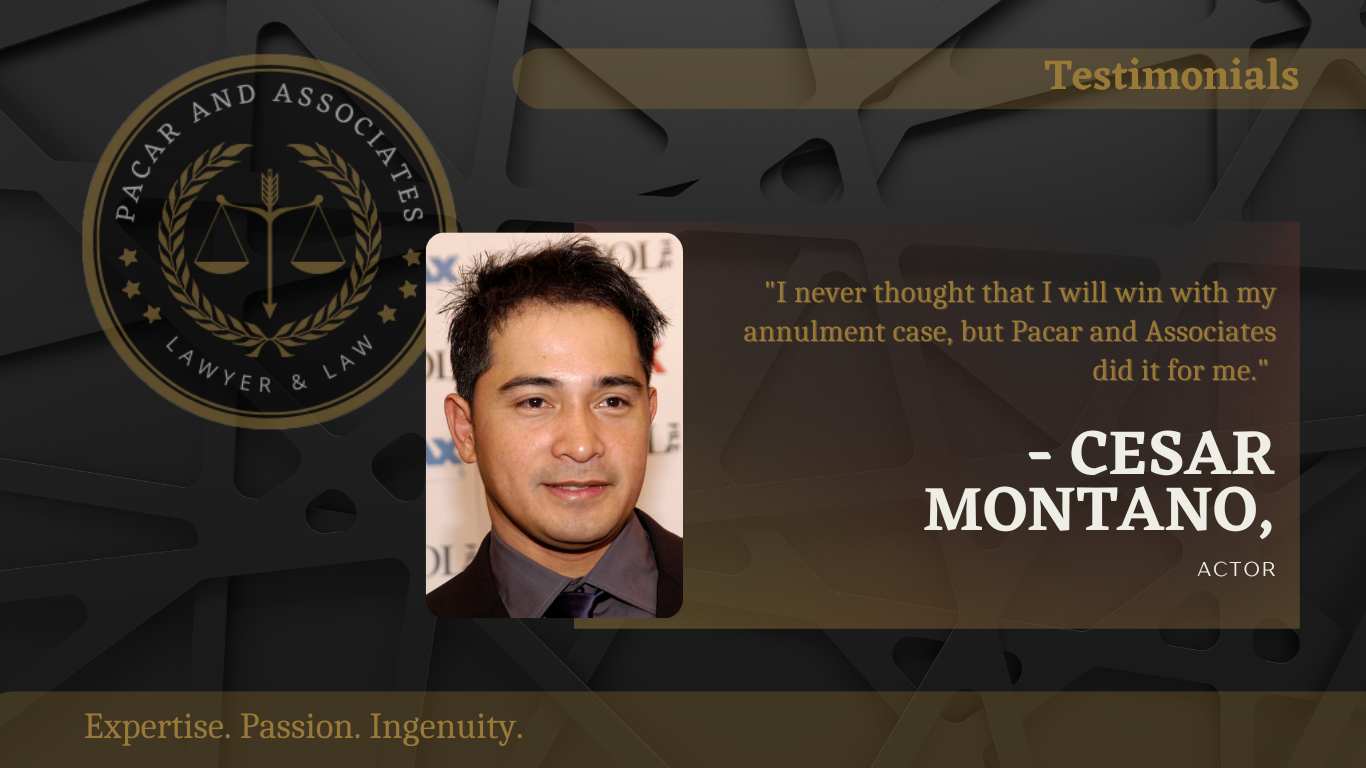 PACAR AND ASSOCIATES
LAWYER & LAW
Testimonials
"I never thought that I will win with my
annulment case, but Pacar and Associates
did it for me."
- CESAR
MONTANO,
ACTOR
Expertise. Passion. Ingenuity.